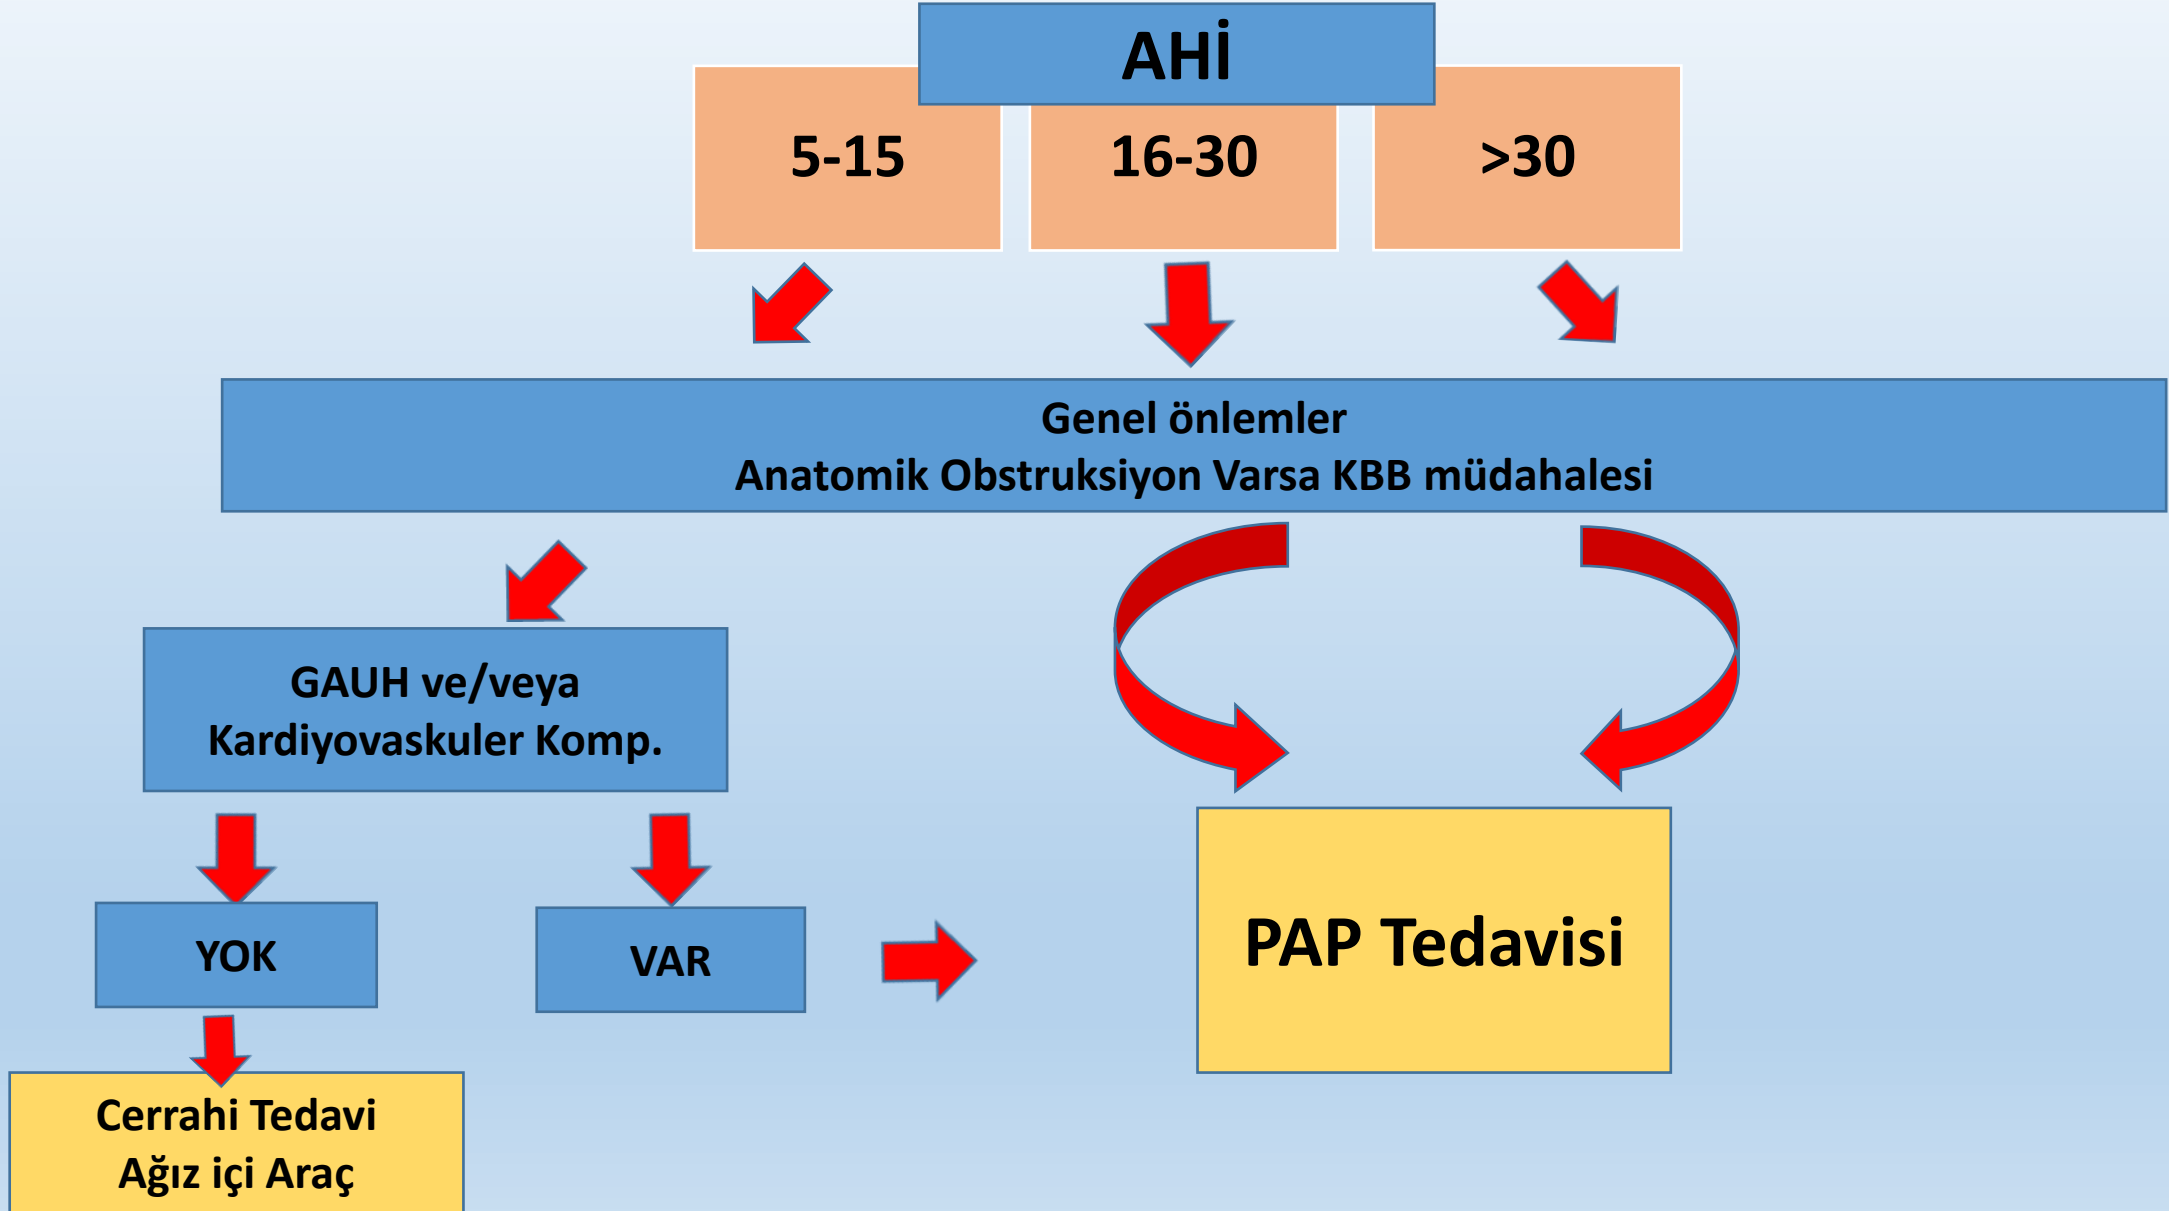 AHİ
5-15
16-30
>30
Genel önlemler
Anatomik Obstruksiyon Varsa KBB müdahalesi
GAUH ve/veya
Kardiyovaskuler Komp.
YOK
VAR
PAP Tedavisi
Cerrahi Tedavi
Ağız içi Araç